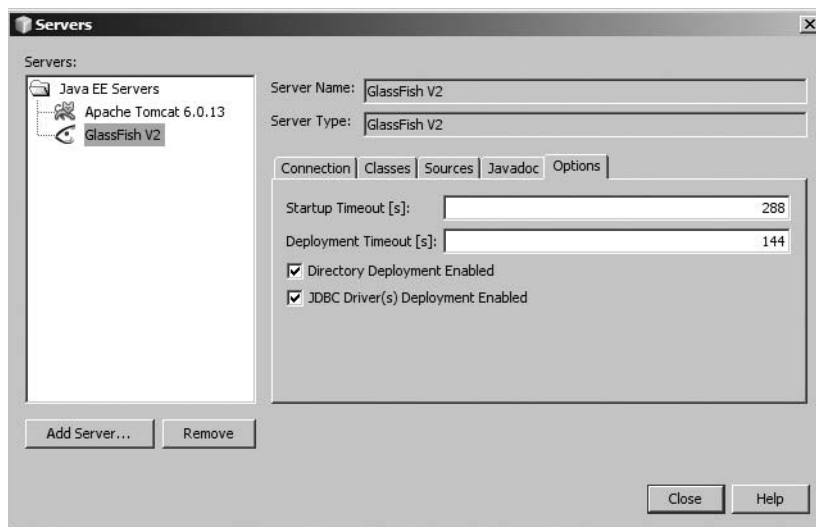 Servers
Servers:
Java EE Servers
Apache Tomcat 6.0.13
GlassFish V2
Server Name: GlassFish V2
Server Type: GlassFish V2
Connection Classes Sources Javadoc Options
Startup Timeout [s]: 288
Deployment Timeout [s]: 144
Directory Deployment Enabled
JDBC Driver(s) Deployment Enabled
Add Server... Remove
Close Help